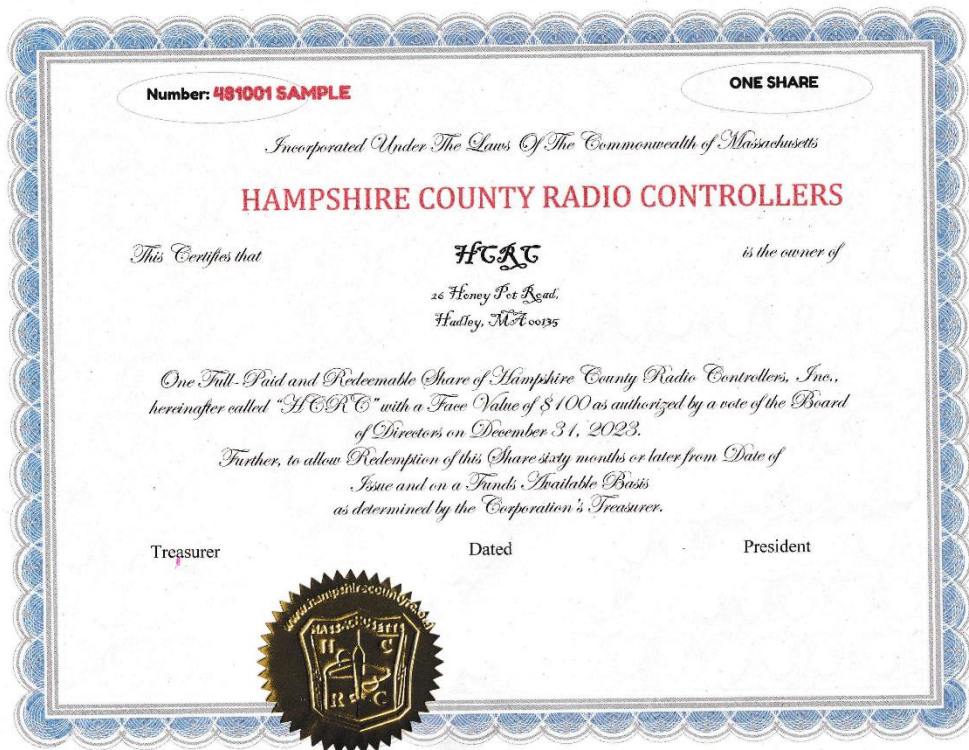 Number: 481001 SAMPLE
ONE SHARE
Incorporated Under The Laws Of The Commonwealth of Massachusetts
HAMPSHIRE COUNTY RADIO CONTROLLERS
This Certifies that
HCRC
is the owner of
26 Honey Pot Road,
Hadley, MA 00135
One Full-Paid and Redeemable Share of Hampshire County Radio Controllers, Inc.,
hereinafter called "HCRC" with a Face Value of $100 as authorized by a vote of the Board
of Directors on December 31, 2023.
Further, to allow Redemption of this Share sixty months or later from Date of
Issue and on a Funds Available Basis
as determined by the Corporation's Treasurer.
Treasurer
Dated
President
www.hampshirecountyrc.org
MASSACHUSETTS
H C
R C